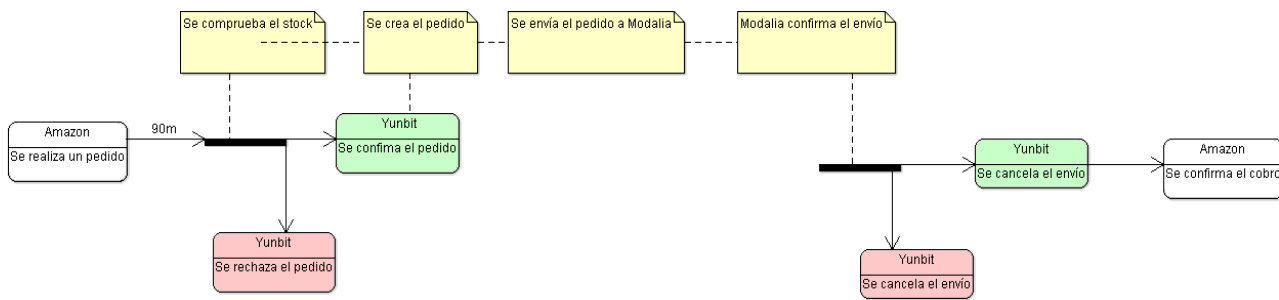 Se comprueba el stock
Se crea el pedido
Se envía el pedido a Modalia
Modalia confirma el envío
Amazon
Se realiza un pedido
90m
Yunbit
Se confima el pedido
Yunbit
Se rechaza el pedido
Yunbit
Se cancela el envío
Amazon
Se confirma el cobro
Yunbit
Se cancela el envío